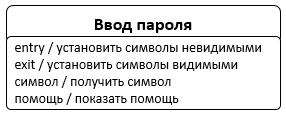 Ввод пароля
entry / установить символы невидимыми
exit / установить символы видимыми
символ / получить символ
помощь / показать помощь